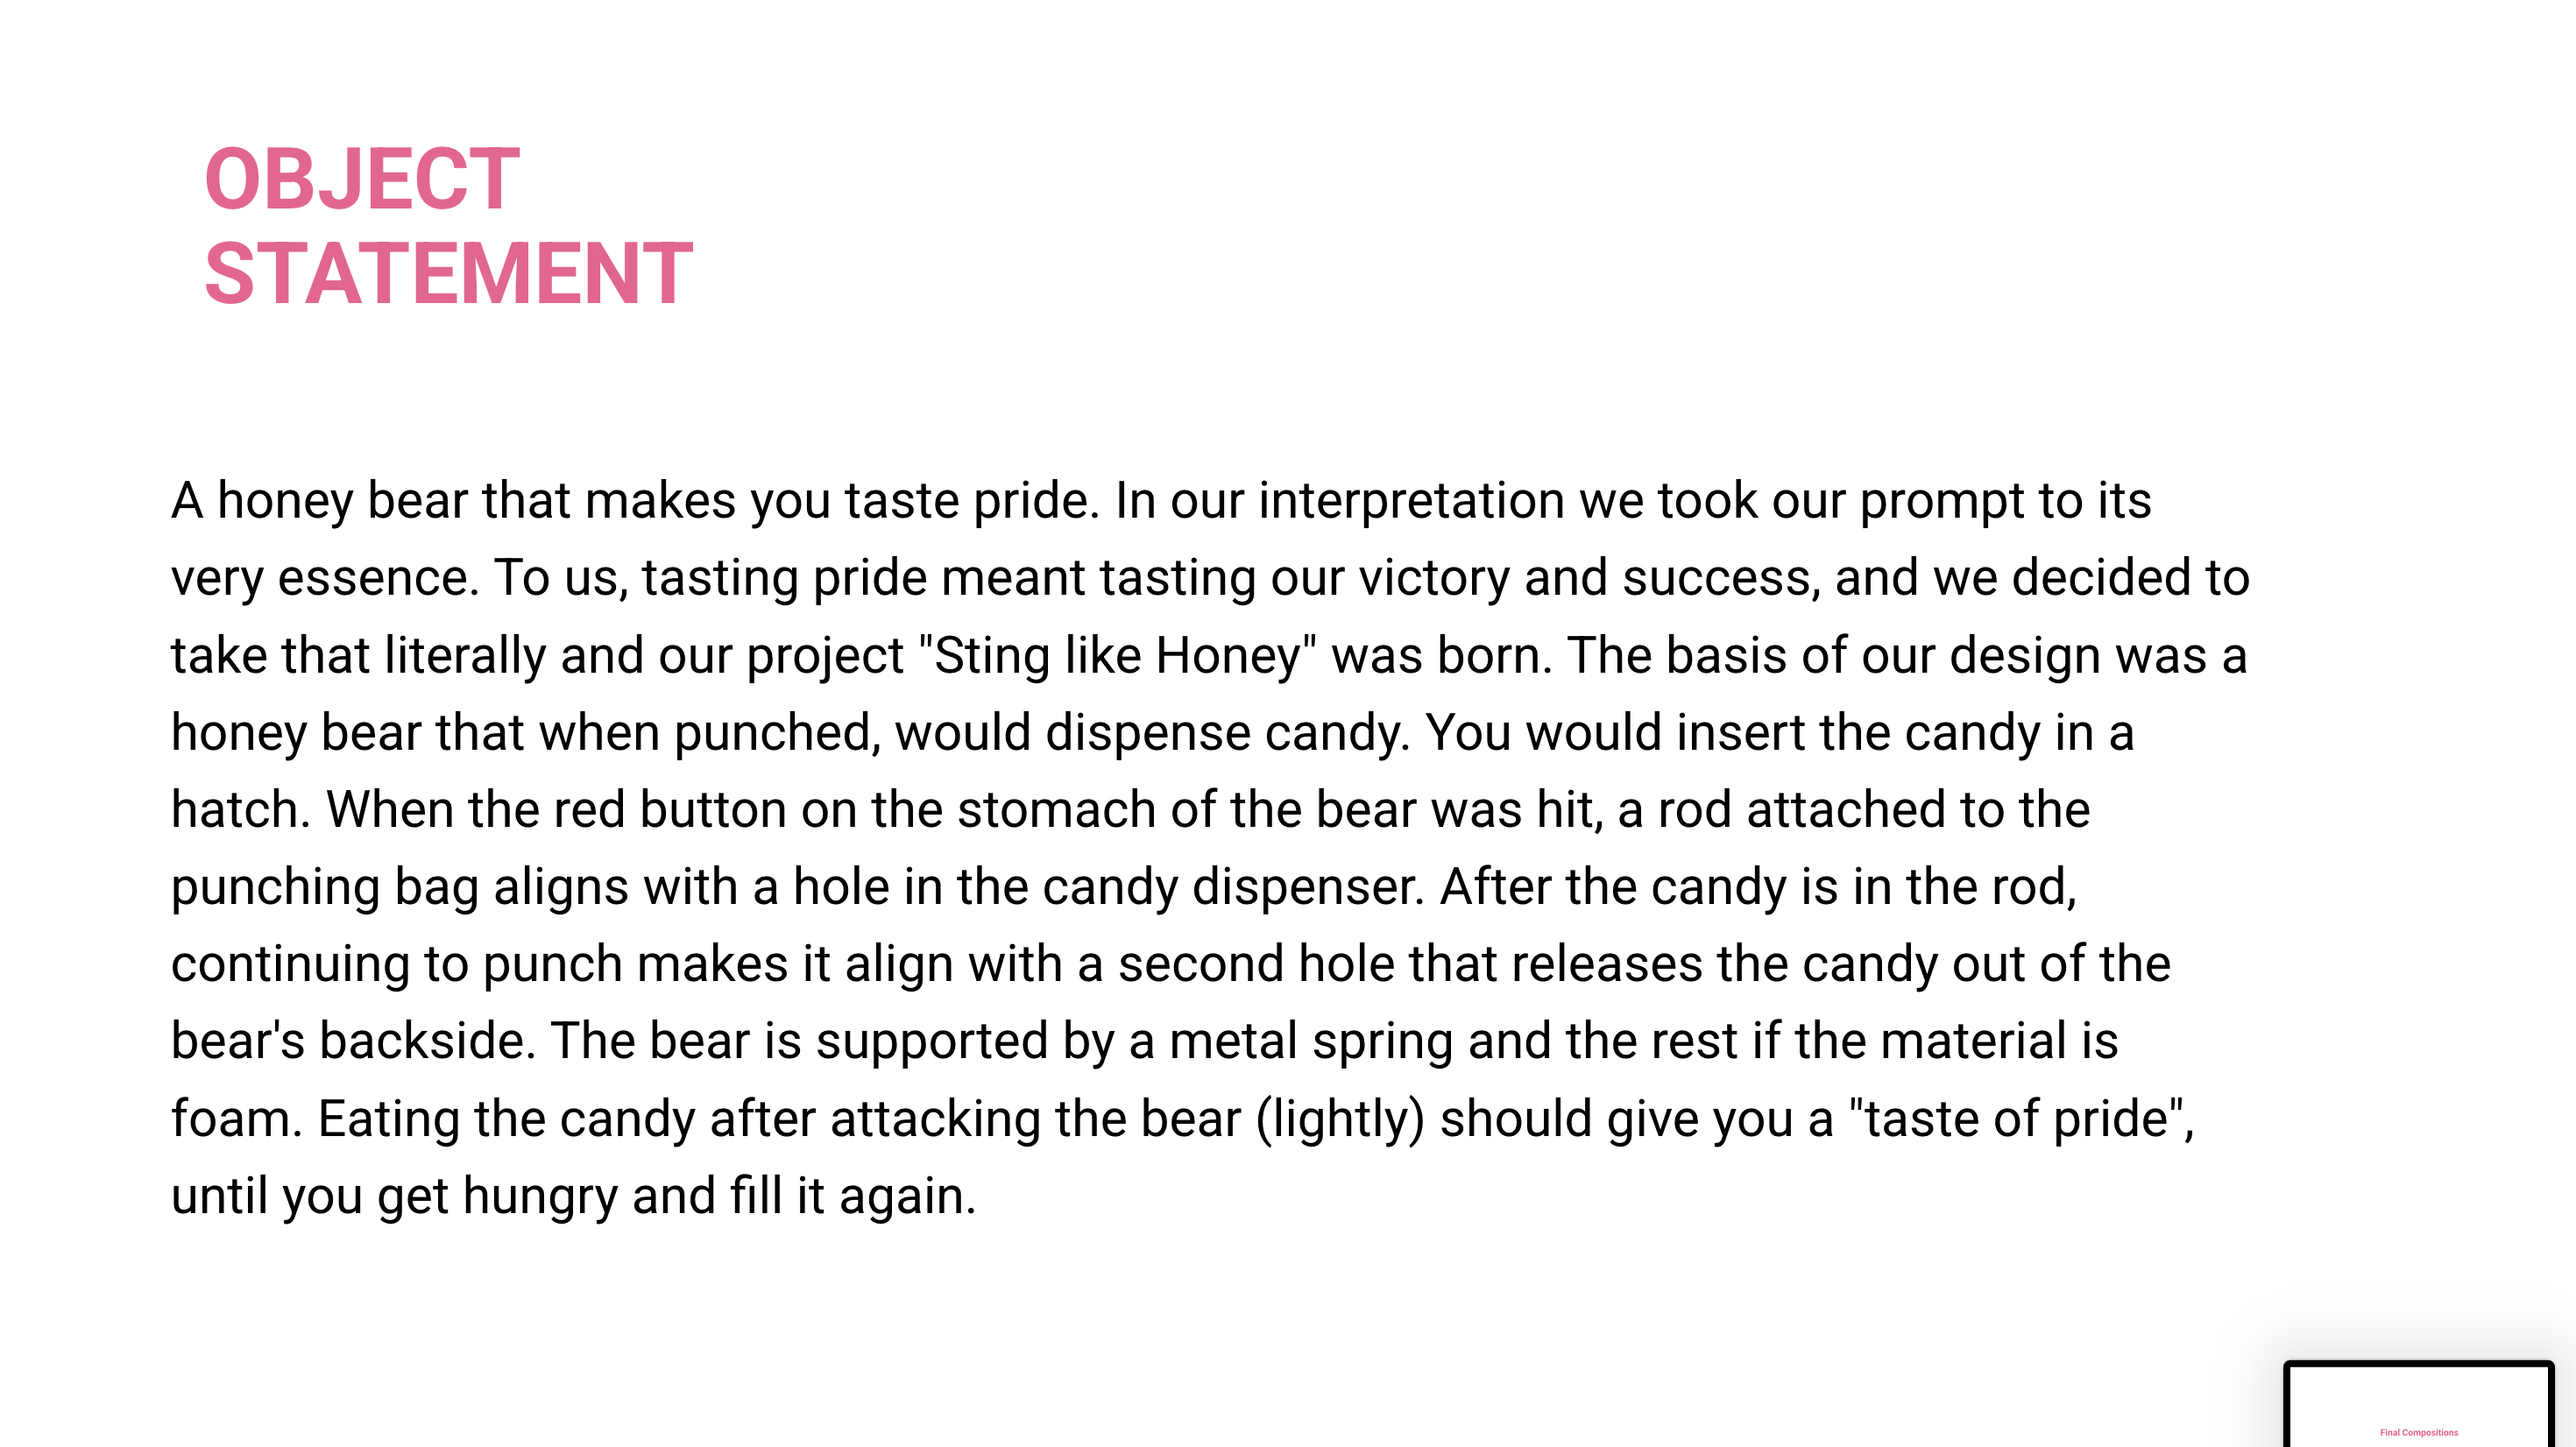 OBJECT
STATEMENT
A honey bear that makes you taste pride. In our interpretation we took our prompt to its
very essence. To us, tasting pride meant tasting our victory and success, and we decided to
take that literally and our project "Sting like Honey" was born. The basis of our design was a
honey bear that when punched, would dispense candy. You would insert the candy in a
hatch. When the red button on the stomach of the bear was hit, a rod attached to the
punching bag aligns with a hole in the candy dispenser. After the candy is in the rod,
continuing to punch makes it align with a second hole that releases the candy out of the
bear's backside. The bear is supported by a metal spring and the rest if the material is
foam. Eating the candy after attacking the bear (lightly) should give you a "taste of pride",
until you get hungry and fill it again.
Final Compositions